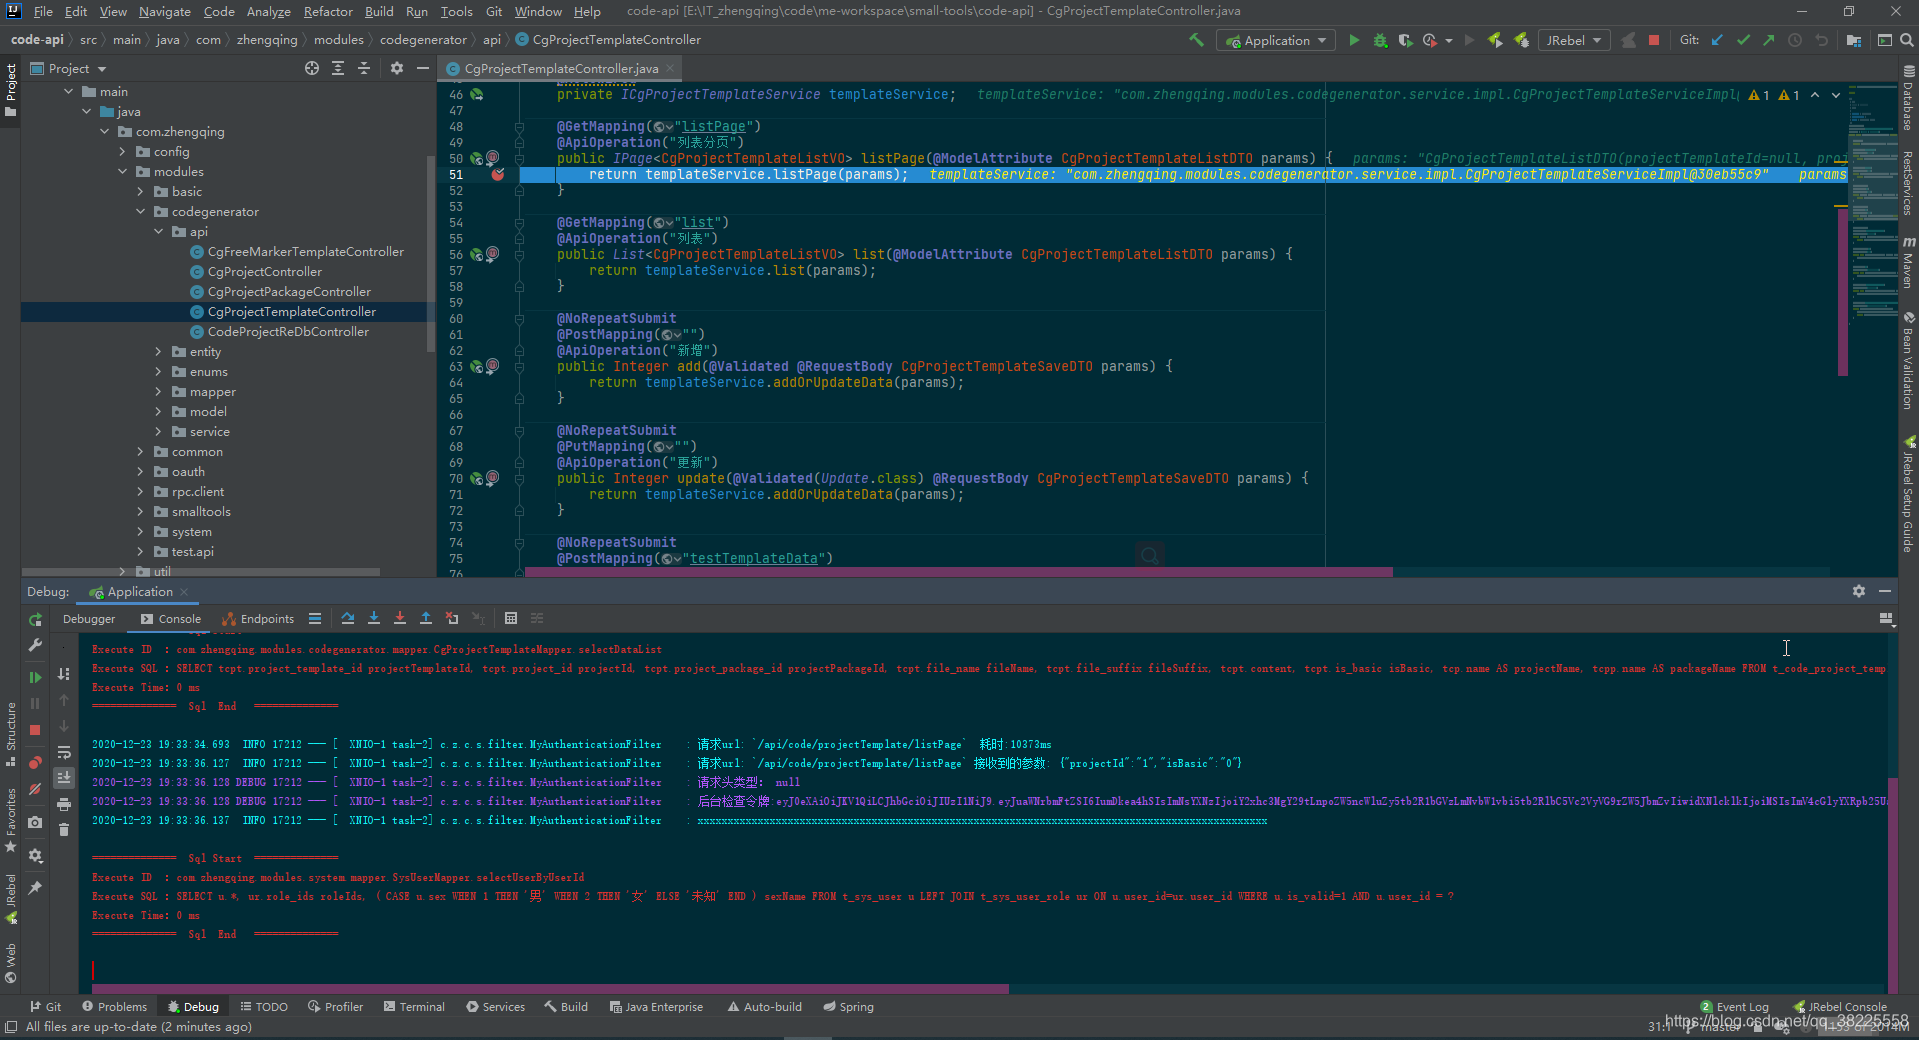 File Edit View Navigate Code Analyze Refactor Build Run Tools Git Window Help code-api [E:\IT_zhengqing\code\me-workspace\small-tools\code-api] - CgProjectTemplateController.java
code-api src main java com zhengqing modules codegenerator api CgProjectTemplateController Application JRebel Git:
Project CgProjectTemplateController.java
Project
main
java
com.zhengqing
config
modules
basic
codegenerator
api
CgFreeMarkerTemplateController
CgProjectController
CgProjectPackageController
CgProjectTemplateController
CodeProjectReDbController
entity
enums
mapper
model
service
common
oauth
rpc.client
smalltools
system
test.api
util
46 private ICgProjectTemplateService templateService; templateService: "com.zhengqing.modules.codegenerator.service.impl.CgProjectTemplateServiceImpl 1 1
47
48 @GetMapping("listPage")
49 @ApiOperation("列表分页")
50 public IPage<CgProjectTemplateListVO> listPage(@ModelAttribute CgProjectTemplateListDTO params) { params: "CgProjectTemplateListDTO(projectTemplateId=null, proj
51 return templateService.listPage(params); templateService: "com.zhengqing.modules.codegenerator.service.impl.CgProjectTemplateServiceImpl@30eb55c9" params
52 }
53
54 @GetMapping("list")
55 @ApiOperation("列表")
56 public List<CgProjectTemplateListVO> list(@ModelAttribute CgProjectTemplateListDTO params) {
57 return templateService.list(params);
58 }
59
60 @NoRepeatSubmit
61 @PostMapping("")
62 @ApiOperation("新增")
63 public Integer add(@Validated @RequestBody CgProjectTemplateSaveDTO params) {
64 return templateService.addOrUpdateData(params);
65 }
66
67 @NoRepeatSubmit
68 @PutMapping("")
69 @ApiOperation("更新")
70 public Integer update(@Validated(Update.class) @RequestBody CgProjectTemplateSaveDTO params) {
71 return templateService.addOrUpdateData(params);
72 }
73
74 @NoRepeatSubmit
75 @PostMapping("testTemplateData")
76
Database
RestServices
Maven
Bean Validation
JRebel Setup Guide
Structure
Favorites
JRebel
Web
Debug: Application
Debugger Console Endpoints
Execute ID : com.zhengqing.modules.codegenerator.mapper.CgProjectTemplateMapper.selectDataList
Execute SQL : SELECT tcpt.project_template_id projectTemplateId, tcpt.project_id projectId, tcpt.project_package_id projectPackageId, tcpt.file_name fileName, tcpt.file_suffix fileSuffix, tcpt.content, tcpt.is_basic isBasic, tcp.name AS projectName, tcpp.name AS packageName FROM t_code_project_temp
Execute Time: 0 ms
============== Sql End ==============
2020-12-23 19:33:34.693 INFO 17212 --- [ XNIO-1 task-2] c.z.c.s.filter.MyAuthenticationFilter : 请求url: `/api/code/projectTemplate/listPage` 耗时:10373ms
2020-12-23 19:33:36.127 INFO 17212 --- [ XNIO-1 task-2] c.z.c.s.filter.MyAuthenticationFilter : 请求url: `/api/code/projectTemplate/listPage` 接收到的参数: {"projectId":"1","isBasic":"0"}
2020-12-23 19:33:36.128 DEBUG 17212 --- [ XNIO-1 task-2] c.z.c.s.filter.MyAuthenticationFilter : 请求头类型: null
2020-12-23 19:33:36.128 DEBUG 17212 --- [ XNIO-1 task-2] c.z.c.s.filter.MyAuthenticationFilter : 后台检查令牌:
2020-12-23 19:33:36.137 INFO 17212 --- [ XNIO-1 task-2] c.z.c.s.filter.MyAuthenticationFilter :
============== Sql Start ==============
Execute ID : com.zhengqing.modules.system.mapper.SysUserMapper.selectUserByUserId
Execute SQL : SELECT u.*, ur.role_ids roleIds, ( CASE u.sex WHEN 1 THEN '男' WHEN 2 THEN '女' ELSE '未知' END ) sexName FROM t_sys_user u LEFT JOIN t_sys_user_role ur ON u.user_id=ur.user_id WHERE u.is_valid=1 AND u.user_id = ?
Execute Time: 0 ms
============== Sql End ==============
Git Problems Debug TODO Profiler Terminal Services Build Java Enterprise Auto-build Spring 2 Event Log JRebel Console
All files are up-to-date (2 minutes ago) 31:1 master
https://blog.csdn.net/qq_38225558